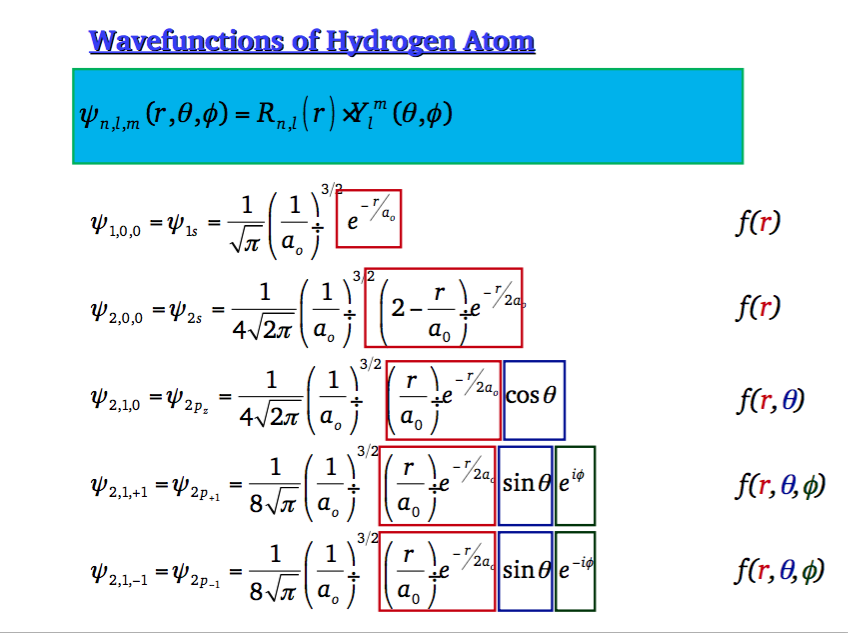 Wavefunctions of Hydrogen Atom
ψn,l,m (r,θ,ϕ) = Rn,l (r) × Yl^m (θ,ϕ)
ψ1,0,0 = ψ1s = 1/√π (1/ao)÷^3/2 e^−r/ao f(r)
ψ2,0,0 = ψ2s = 1/4√2π (1/ao)÷^3/2 (2 − r/a0)÷e^−r/2ao f(r)
ψ2,1,0 = ψ2pz = 1/4√2π (1/ao)÷^3/2 (r/a0)÷e^−r/2ao cosθ f(r,θ)
ψ2,1,+1 = ψ2p+1 = 1/8√π (1/ao)÷^3/2 (r/a0)÷e^−r/2ao sinθ e^iϕ f(r,θ,ϕ)
ψ2,1,−1 = ψ2p−1 = 1/8√π (1/ao)÷^3/2 (r/a0)÷e^−r/2ao sinθ e^−iϕ f(r,θ,ϕ)